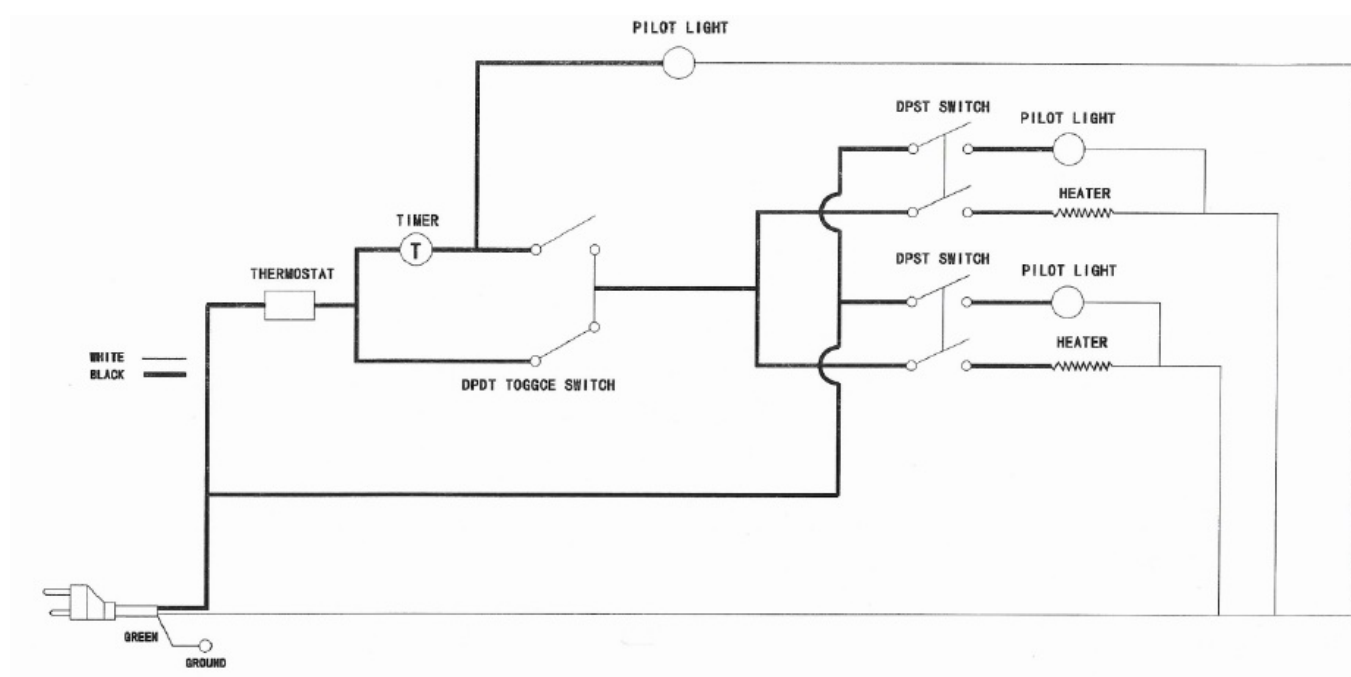 PILOT LIGHT
DPST SWITCH
PILOT LIGHT
HEATER
TIMER
T
DPST SWITCH
PILOT LIGHT
THERMOSTAT
HEATER
WHITE
BLACK
DPDT TOGGCE SWITCH
GREEN
GROUND